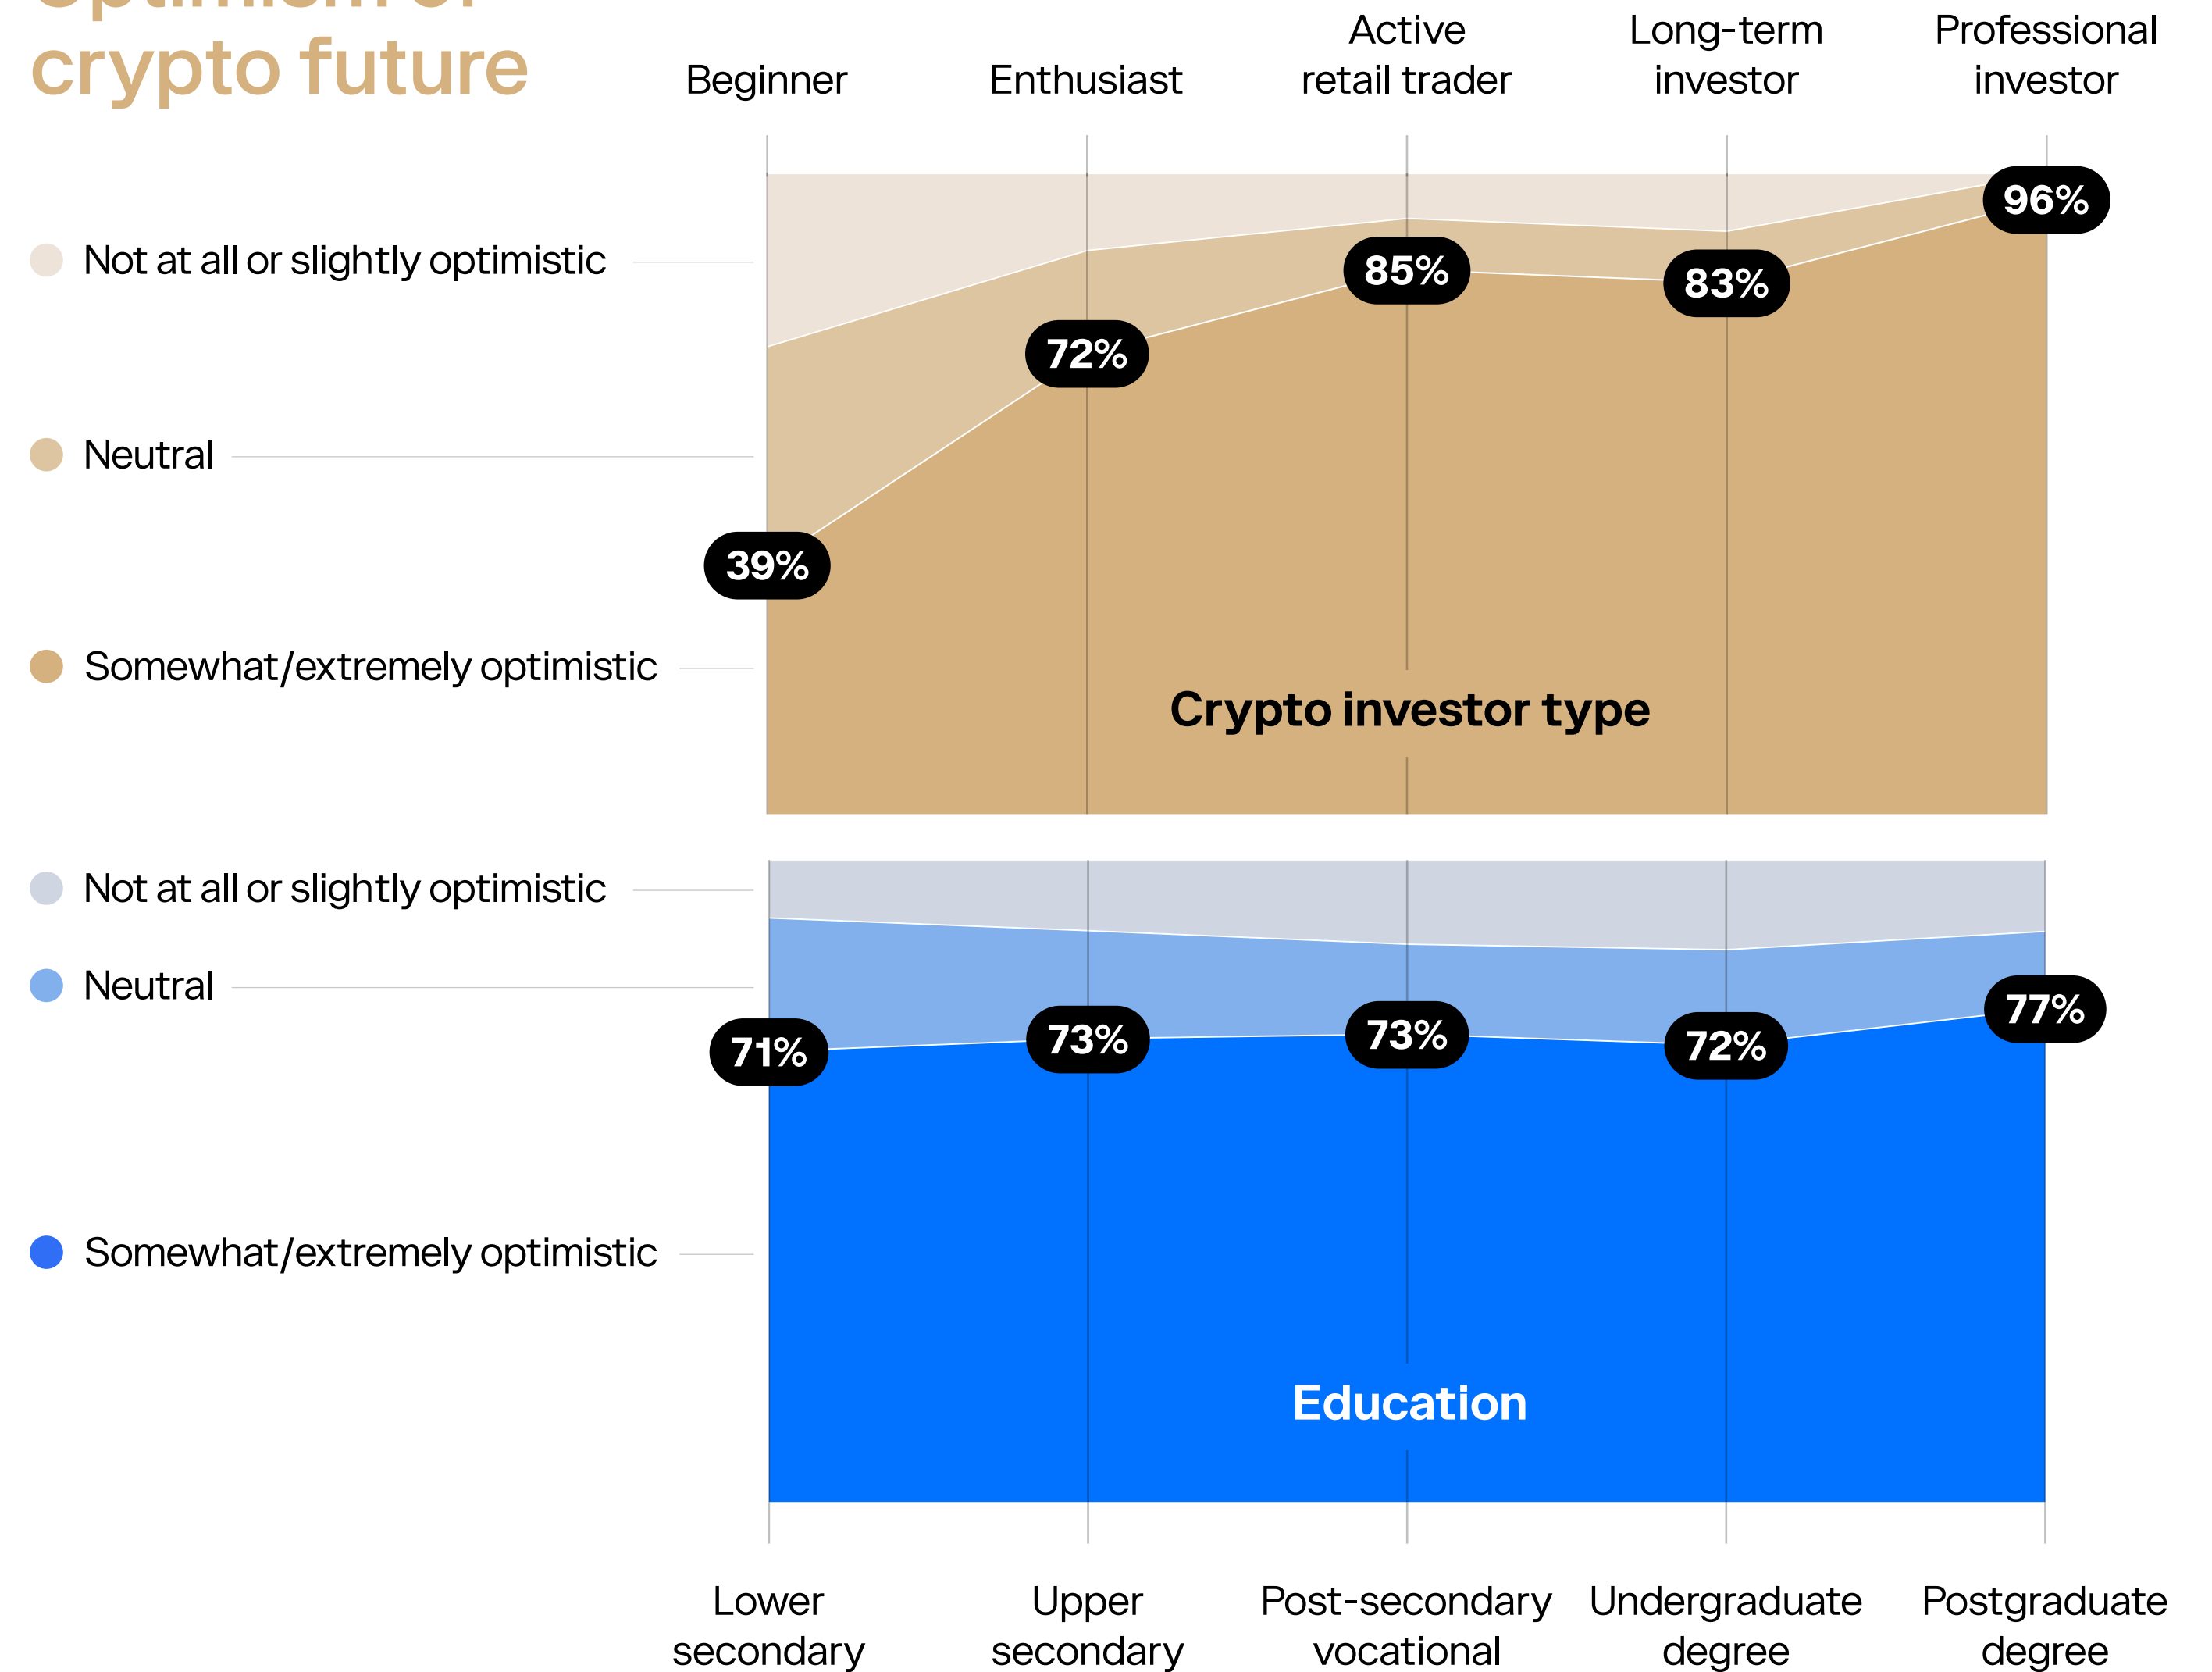 crypto future
Beginner
Enthusiast
Active
retail trader
Long-term
investor
Professional
investor
Not at all or slightly optimistic
Neutral
Somewhat/extremely optimistic
39%
72%
85%
83%
96%
Crypto investor type
Not at all or slightly optimistic
Neutral
Somewhat/extremely optimistic
71%
73%
73%
72%
77%
Education
Lower
secondary
Upper
secondary
Post-secondary
vocational
Undergraduate
degree
Postgraduate
degree